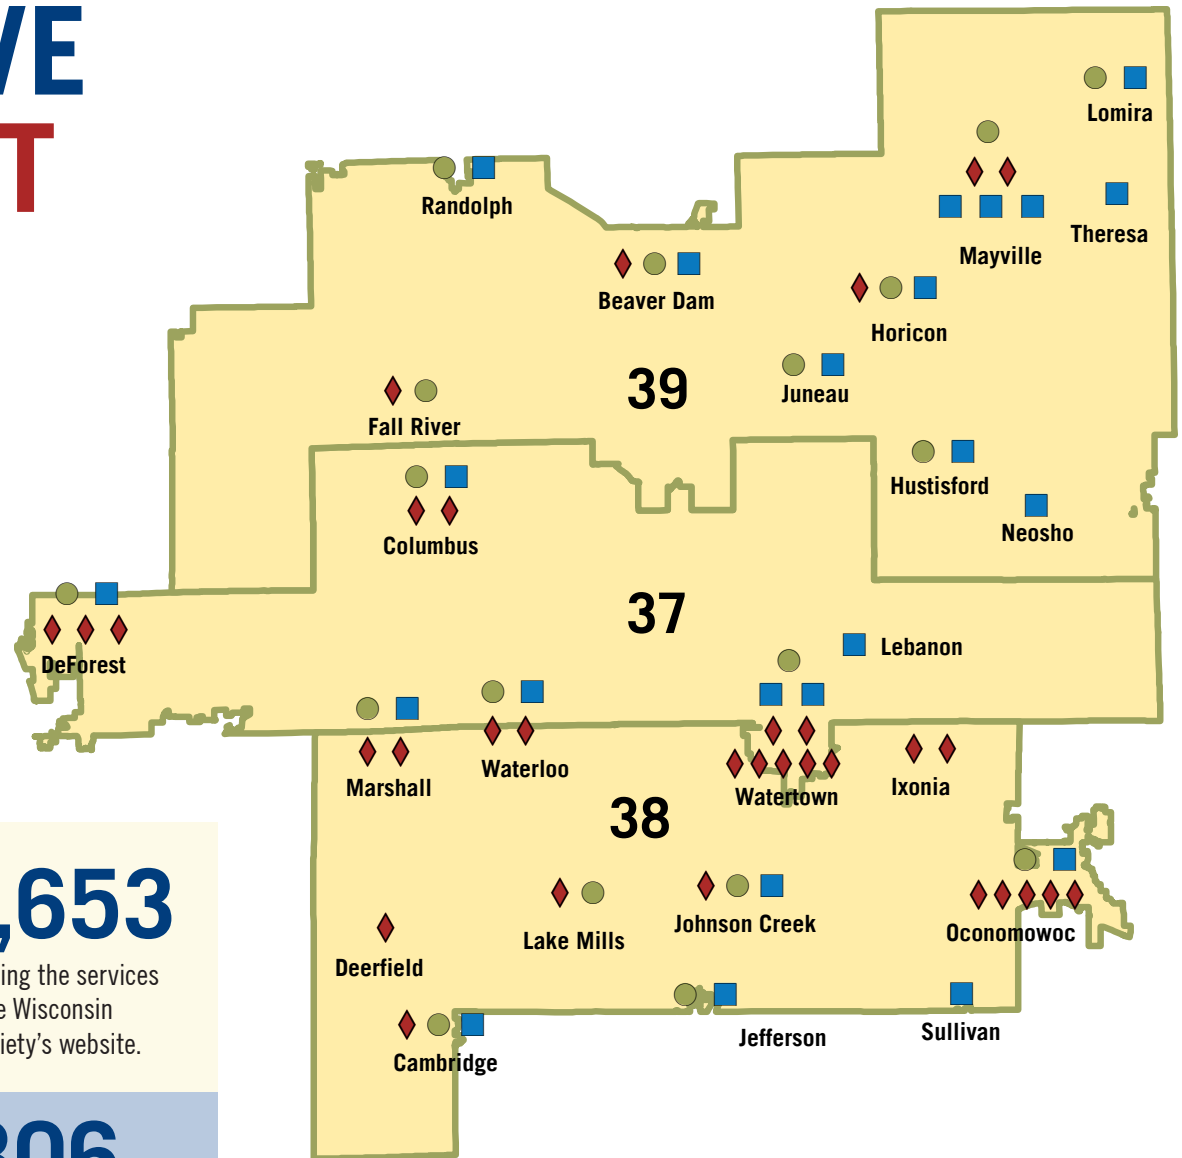 VE
T
Lomira
Randolph
Theresa
Mayville
Beaver Dam
Horicon
39
Juneau
Fall River
Hustisford
Columbus
Neosho
37
Lebanon
DeForest
Waterloo
Marshall
Ixonia
Watertown
38
Johnson Creek
Oconomowoc
Lake Mills
Deerfield
Sullivan
Jefferson
Cambridge
,653
ing the services
e Wisconsin
iety’s website.
806